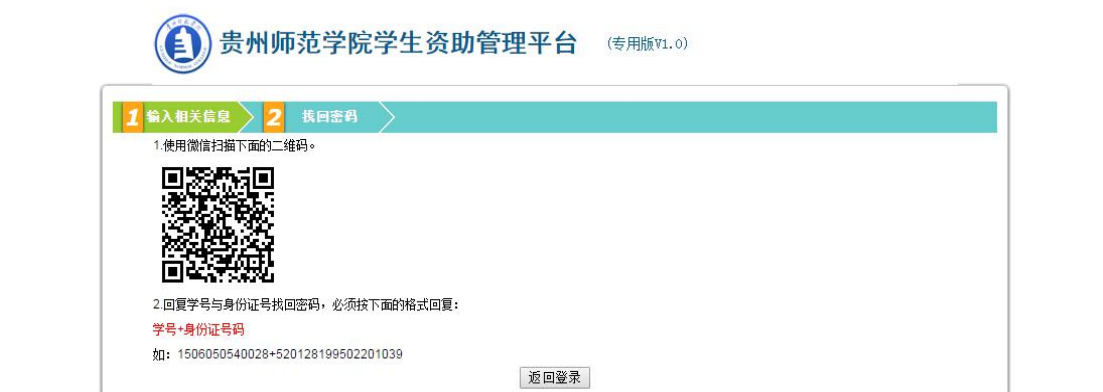 贵州师范学院学生资助管理平台 (专用版V1.0)
1 输入相关信息 2 找回密码
1.使用微信扫描下面的二维码。
2.回复学号与身份证号找回密码，必须按下面的格式回复：
学号+身份证号码
如：1506050540028+520128199502201039
返回登录